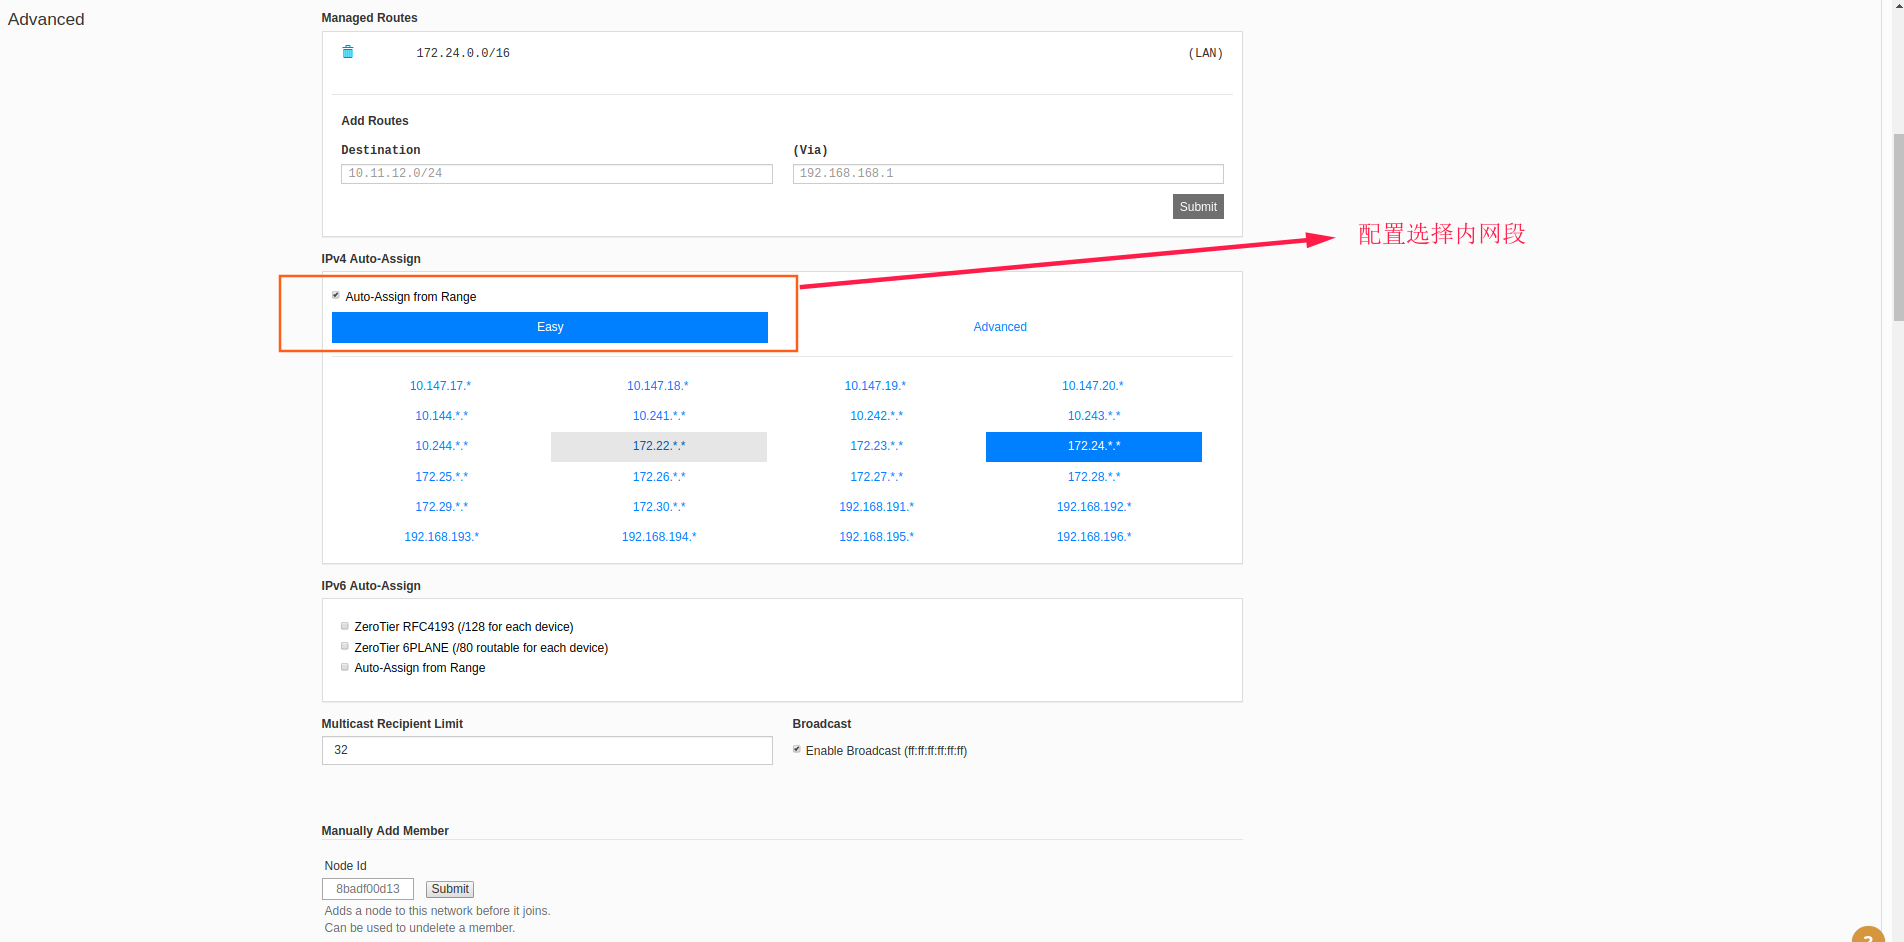 Advanced
Managed Routes
172.24.0.0/16 (LAN)
Add Routes
Destination (Via)
10.11.12.0/24 192.168.168.1
Submit
配置选择内网段
IPv4 Auto-Assign
Auto-Assign from Range
Easy Advanced
10.147.17.* 10.147.18.* 10.147.19.* 10.147.20.*
10.144.*.* 10.241.*.* 10.242.*.* 10.243.*.*
10.244.*.* 172.22.*.* 172.23.*.* 172.24.*.*
172.25.*.* 172.26.*.* 172.27.*.* 172.28.*.*
172.29.*.* 172.30.*.* 192.168.191.* 192.168.192.*
192.168.193.* 192.168.194.* 192.168.195.* 192.168.196.*
IPv6 Auto-Assign
ZeroTier RFC4193 (/128 for each device)
ZeroTier 6PLANE (/80 routable for each device)
Auto-Assign from Range
Multicast Recipient Limit Broadcast
32 Enable Broadcast (ff:ff:ff:ff:ff:ff)
Manually Add Member
Node Id
8badf00d13 Submit
Adds a node to this network before it joins.
Can be used to undelete a member.